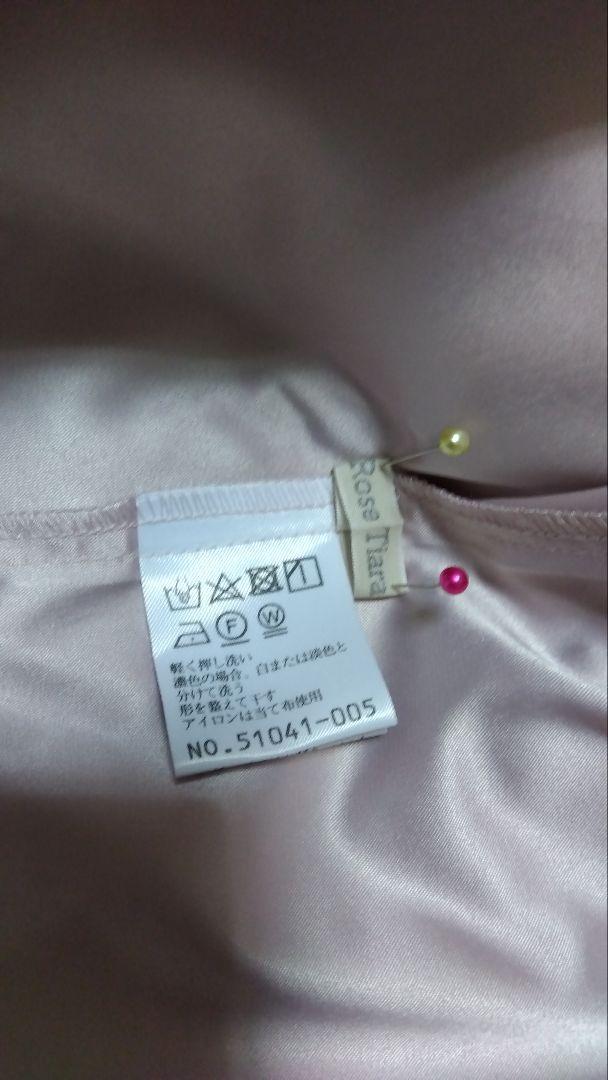 Rose Tiara
F W
軽く押し洗い
濃色の場合、白または淡色と
分けて洗う
形を整えて干す
アイロンは当て布使用
NO.51041-005